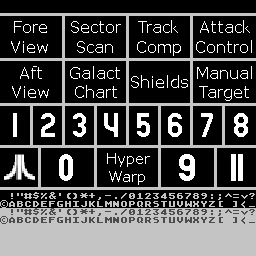 Fore View
Sector Scan
Track Comp
Attack Control
Aft View
Galact Chart
Shields
Manual Target
1 2 3 4 5 6 7 8
0
Hyper Warp
9
!"#$%&'()*+,-./0123456789:;^=v?
©ABCDEFGHIJKLMNOPQRSTUVWXYZ[ ]<_
!"#$%&'()*+,-./0123456789:;^=v?
©ABCDEFGHIJKLMNOPQRSTUVWXYZ[ ]<_